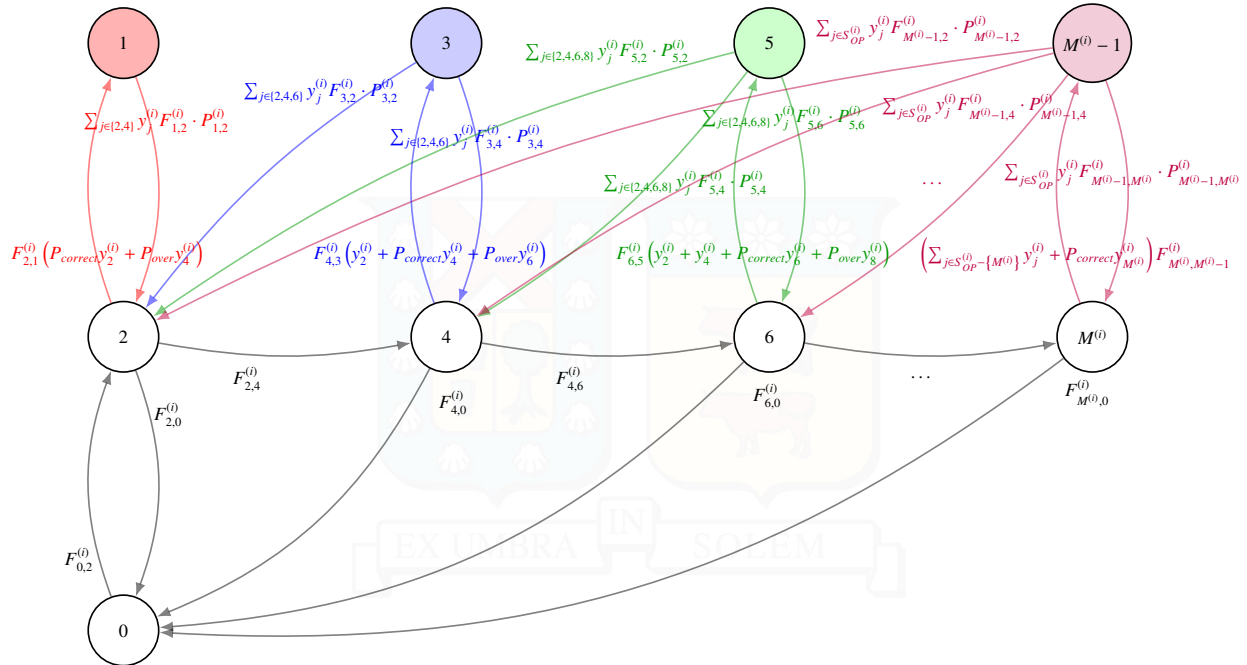 1
3
5
M^{(i)} − 1
∑_{j∈{2,4,6,8}} y_j^{(i)} F_{5,2}^{(i)} · P_{5,2}^{(i)}
∑_{j∈S_{OP}^{(i)}} y_j^{(i)} F_{M^{(i)}−1,2}^{(i)} · P_{M^{(i)}−1,2}^{(i)}
∑_{j∈{2,4,6}} y_j^{(i)} F_{3,2}^{(i)} · P_{3,2}^{(i)}
∑_{j∈{2,4}} y_j^{(i)} F_{1,2}^{(i)} · P_{1,2}^{(i)}
∑_{j∈{2,4,6}} y_j^{(i)} F_{3,4}^{(i)} · P_{3,4}^{(i)}
∑_{j∈{2,4,6,8}} y_j^{(i)} F_{5,6}^{(i)} · P_{5,6}^{(i)}
∑_{j∈S_{OP}^{(i)}} y_j^{(i)} F_{M^{(i)}−1,4}^{(i)} · P_{M^{(i)}−1,4}^{(i)}
∑_{j∈{2,4,6,8}} y_j^{(i)} F_{5,4}^{(i)} · P_{5,4}^{(i)}
...
∑_{j∈S_{OP}^{(i)}} y_j^{(i)} F_{M^{(i)}−1,M^{(i)}}^{(i)} · P_{M^{(i)}−1,M^{(i)}}^{(i)}
F_{2,1}^{(i)} (P_{correct} y_2^{(i)} + P_{over} y_4^{(i)})
F_{4,3}^{(i)} (y_2^{(i)} + P_{correct} y_4^{(i)} + P_{over} y_6^{(i)})
F_{6,5}^{(i)} (y_2^{(i)} + y_4^{(i)} + P_{correct} y_6^{(i)} + P_{over} y_8^{(i)})
(∑_{j∈S_{OP}^{(i)}−{M^{(i)}}} y_j^{(i)} + P_{correct} y_{M^{(i)}}^{(i)}) F_{M^{(i)},M^{(i)}−1}^{(i)}
2
4
6
M^{(i)}
F_{2,4}^{(i)}
F_{4,6}^{(i)}
...
F_{2,0}^{(i)}
F_{4,0}^{(i)}
F_{6,0}^{(i)}
F_{M^{(i)},0}^{(i)}
IN
EX UMBRA
SOLEM
F_{0,2}^{(i)}
0